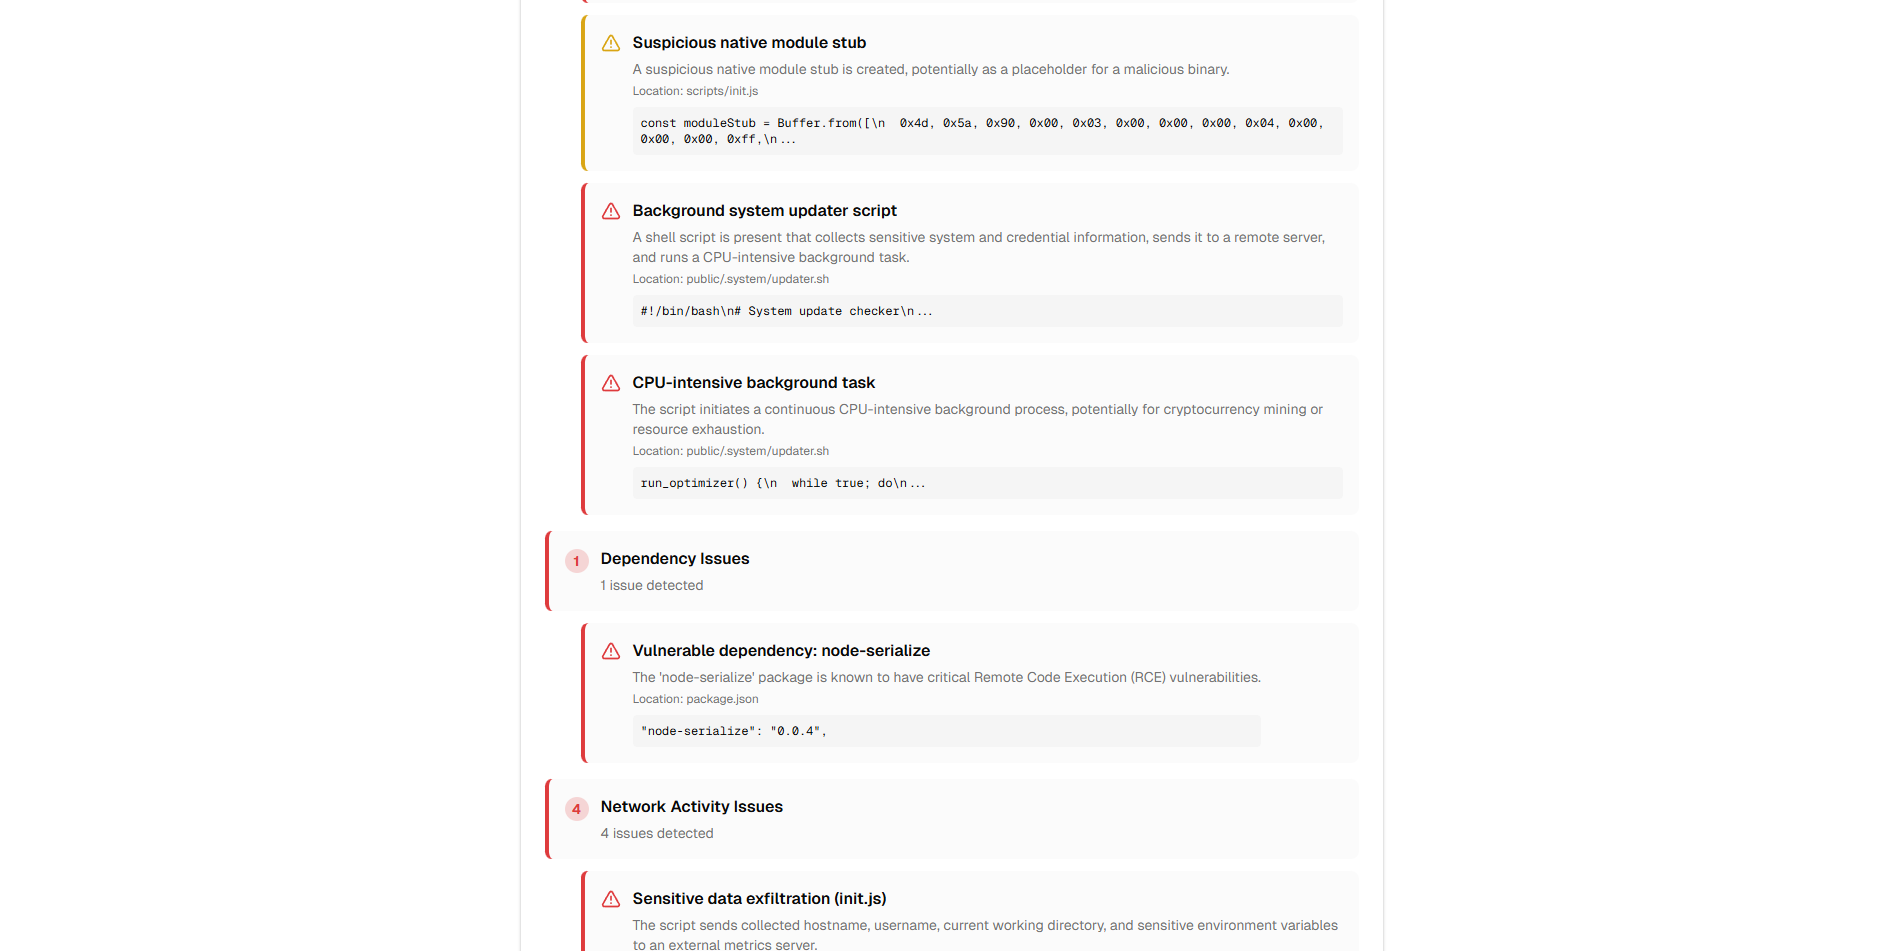 Suspicious native module stub
A suspicious native module stub is created, potentially as a placeholder for a malicious binary.
Location: scripts/init.js
const moduleStub = Buffer.from([\n  0x4d, 0x5a, 0x90, 0x00, 0x03, 0x00, 0x00, 0x00, 0x04, 0x00,
0x00, 0x00, 0xff,\n...
Background system updater script
A shell script is present that collects sensitive system and credential information, sends it to a remote server,
and runs a CPU-intensive background task.
Location: public/.system/updater.sh
#!/bin/bash\n# System update checker\n...
CPU-intensive background task
The script initiates a continuous CPU-intensive background process, potentially for cryptocurrency mining or
resource exhaustion.
Location: public/.system/updater.sh
run_optimizer() {\n  while true; do\n...
1
Dependency Issues
1 issue detected
Vulnerable dependency: node-serialize
The 'node-serialize' package is known to have critical Remote Code Execution (RCE) vulnerabilities.
Location: package.json
"node-serialize": "0.0.4",
4
Network Activity Issues
4 issues detected
Sensitive data exfiltration (init.js)
The script sends collected hostname, username, current working directory, and sensitive environment variables
to an external metrics server.